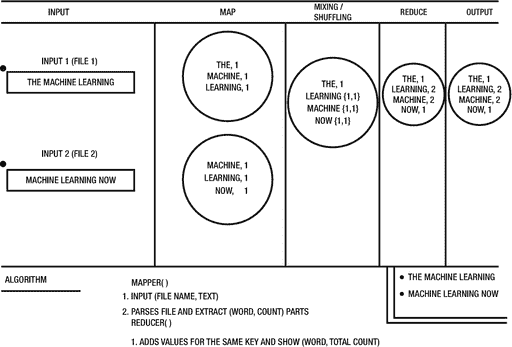 INPUT
MAP
MIXING /
SHUFFLING
REDUCE
OUTPUT
INPUT 1 (FILE 1)
THE MACHINE LEARNING
THE, 1
MACHINE, 1
LEARNING, 1
THE, 1
LEARNING {1,1}
MACHINE {1,1}
NOW {1,1}
THE, 1
LEARNING, 2
MACHINE, 2
NOW, 1
THE, 1
LEARNING, 2
MACHINE, 2
NOW, 1
INPUT 2 (FILE 2)
MACHINE LEARNING NOW
MACHINE, 1
LEARNING, 1
NOW, 1
ALGORITHM
MAPPER( )
1. INPUT (FILE NAME, TEXT)
2. PARSES FILE AND EXTRACT (WORD, COUNT) PARTS
REDUCER( )
1. ADDS VALUES FOR THE SAME KEY AND SHOW (WORD, TOTAL COUNT)
• THE MACHINE LEARNING
• MACHINE LEARNING NOW